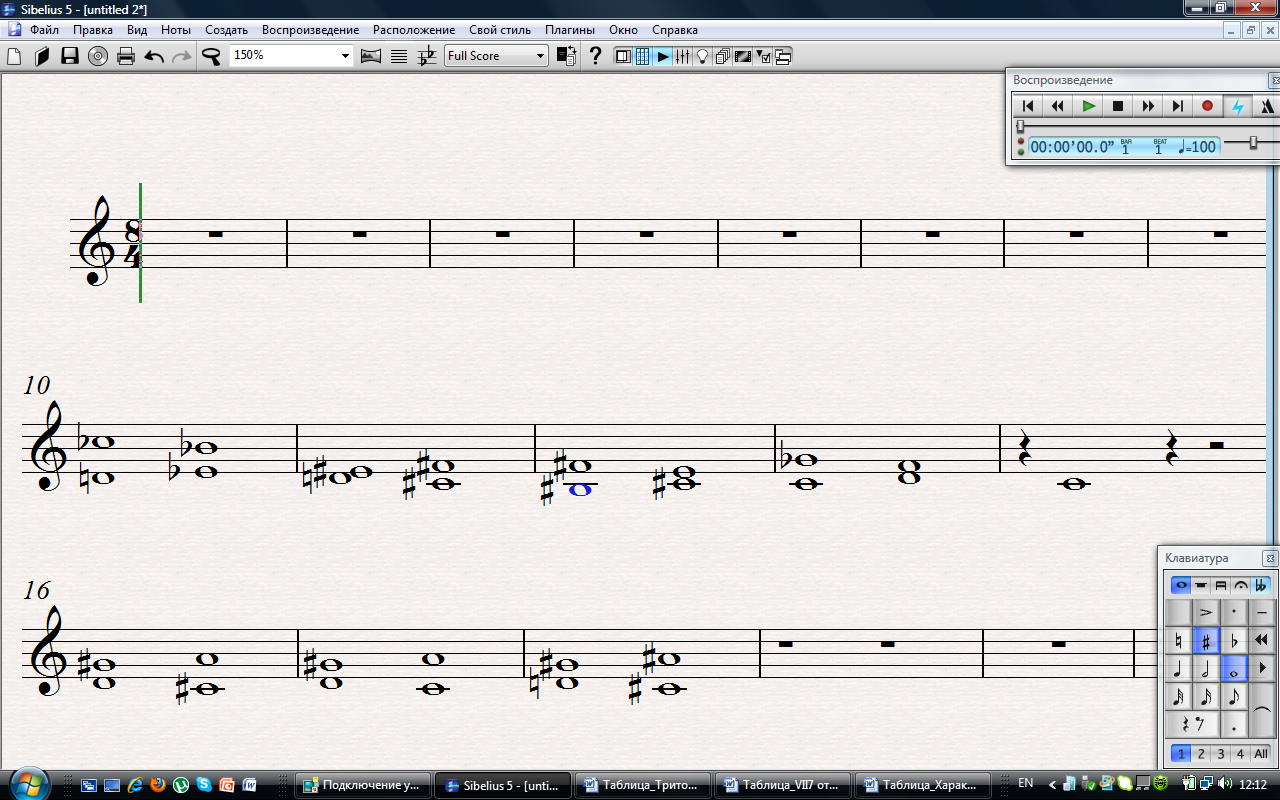 Sibelius 5 - [untitled 2*]
Файл Правка Вид Ноты Создать Воспроизведение Расположение Свой стиль Плагины Окно Справка
150% Full Score ?
Воспроизведение
00:00'00.0" BAR 1 BEAT 1 =100
8
4
10
16
Клавиатура
1 2 3 4 All
Подключение у... Sibelius 5 - [unti... Таблица_Трито... Таблица_VII7 от... Таблица_Харак... EN 12:12